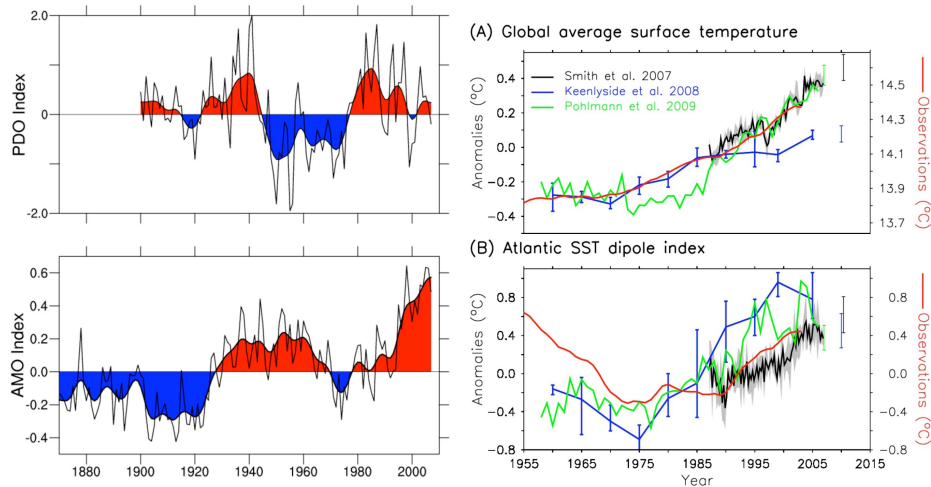 PDO Index
2.0
1.0
0
-1.0
-2.0
AMO Index
0.6
0.4
0.2
0.0
-0.2
-0.4
1880 1900 1920 1940 1960 1980 2000
(A) Global average surface temperature
Anomalies (°C)
0.4
0.2
0.0
-0.2
-0.4
Smith et al. 2007
Keenlyside et al. 2008
Pohlmann et al. 2009
14.5
14.3
14.1
13.9
13.7
Observations (°C)
(B) Atlantic SST dipole index
Anomalies (°C)
0.8
0.4
0.0
-0.4
-0.8
0.8
0.4
0.0
-0.4
-0.8
Observations (°C)
1955 1965 1975 1985 1995 2005 2015
Year